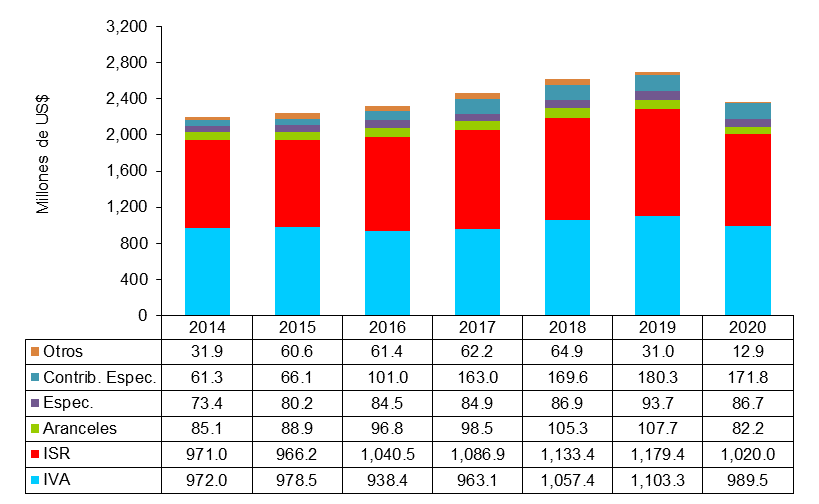 3,200
2,800
2,400
2,000
1,600
1,200
800
400
0
Millones de US$
2014 2015 2016 2017 2018 2019 2020
Otros 31.9 60.6 61.4 62.2 64.9 31.0 12.9
Contrib. Espec. 61.3 66.1 101.0 163.0 169.6 180.3 171.8
Espec. 73.4 80.2 84.5 84.9 86.9 93.7 86.7
Aranceles 85.1 88.9 96.8 98.5 105.3 107.7 82.2
ISR 971.0 966.2 1,040.5 1,086.9 1,133.4 1,179.4 1,020.0
IVA 972.0 978.5 938.4 963.1 1,057.4 1,103.3 989.5